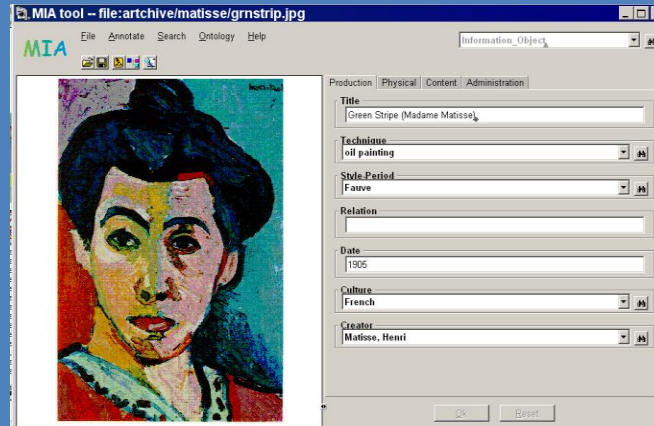 MIA tool -- file:artchive/matisse/grnstrip.jpg
MIA
File Annotate Search Ontology Help
Information_Object
Production Physical Content Administration
Title
Green Stripe (Madame Matisse)
Technique
oil painting
Style-Period
Fauve
Relation
Date
1905
Culture
French
Creator
Matisse, Henri
Ok Reset